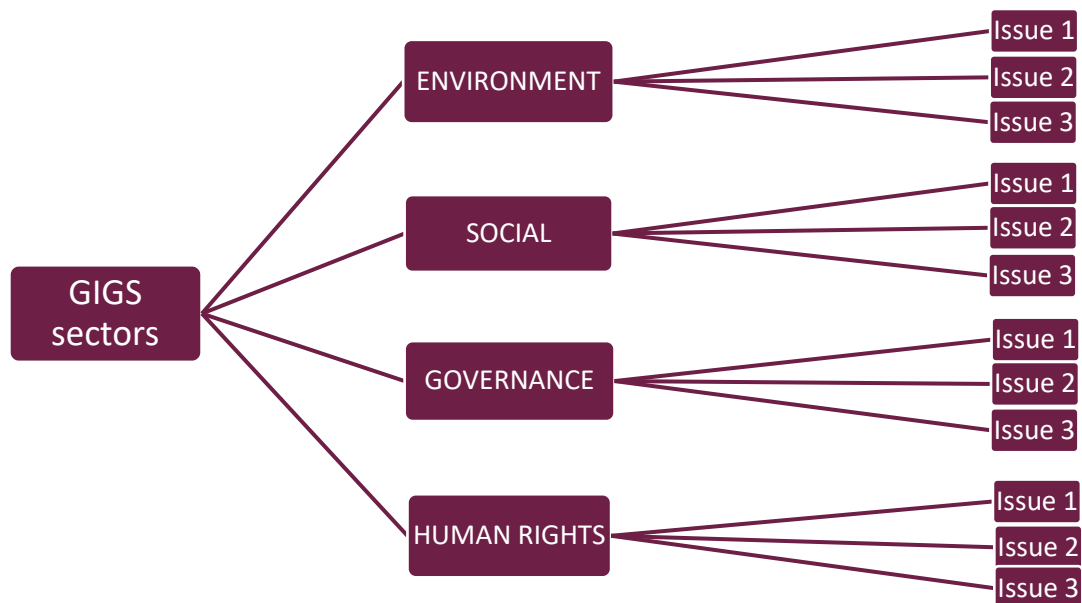 GIGS
sectors
ENVIRONMENT
Issue 1
Issue 2
Issue 3
SOCIAL
Issue 1
Issue 2
Issue 3
GOVERNANCE
Issue 1
Issue 2
Issue 3
HUMAN RIGHTS
Issue 1
Issue 2
Issue 3